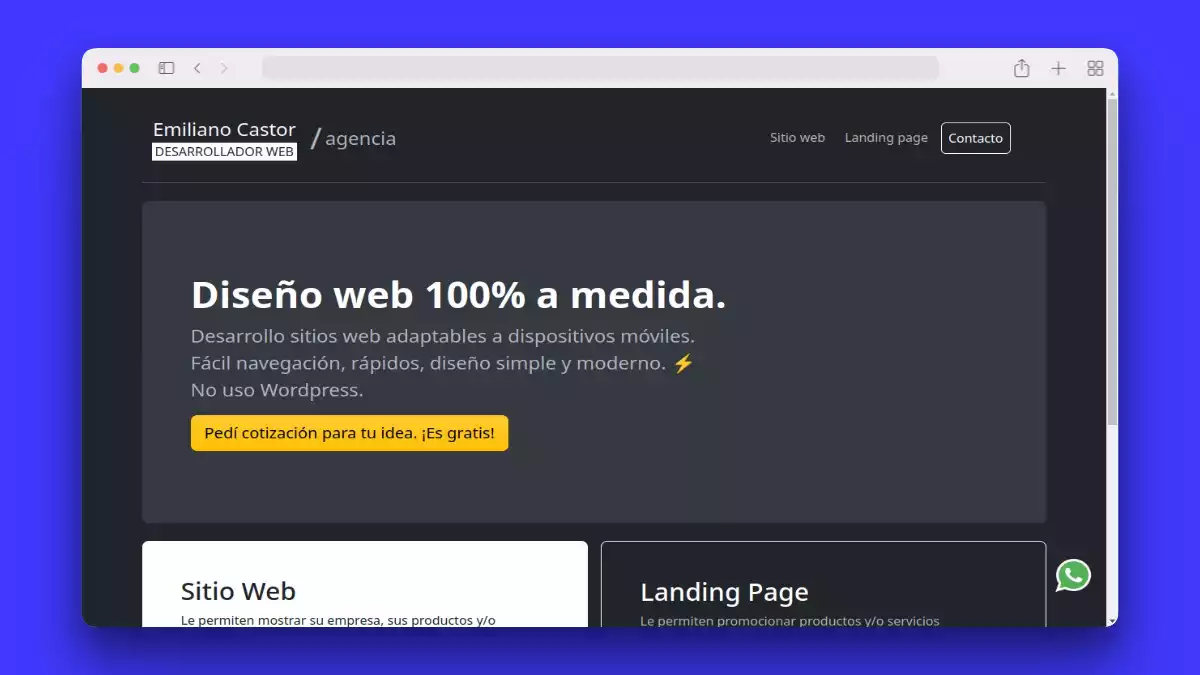 Emiliano Castor
DESARROLLADOR WEB
/ agencia
Sitio web
Landing page
Contacto
Diseño web 100% a medida.
Desarrollo sitios web adaptables a dispositivos móviles.
Fácil navegación, rápidos, diseño simple y moderno. ⚡
No uso Wordpress.
Pedí cotización para tu idea. ¡Es gratis!
Sitio Web
Le permiten mostrar su empresa, sus productos y/o
Landing Page
Le permiten promocionar productos y/o servicios